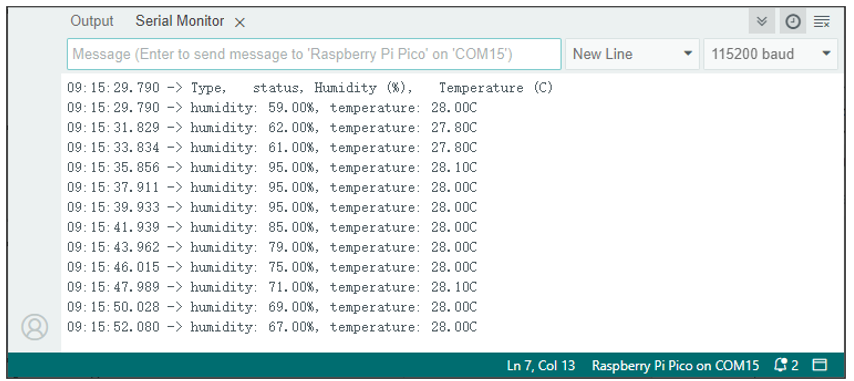 Output Serial Monitor ×
Message (Enter to send message to 'Raspberry Pi Pico' on 'COM15') New Line 115200 baud
09:15:29.790 -> Type,   status, Humidity (%),   Temperature (C)
09:15:29.790 -> humidity: 59.00%, temperature: 28.00C
09:15:31.829 -> humidity: 62.00%, temperature: 27.80C
09:15:33.834 -> humidity: 61.00%, temperature: 27.80C
09:15:35.856 -> humidity: 95.00%, temperature: 28.10C
09:15:37.911 -> humidity: 95.00%, temperature: 28.00C
09:15:39.933 -> humidity: 95.00%, temperature: 28.00C
09:15:41.939 -> humidity: 85.00%, temperature: 28.00C
09:15:43.962 -> humidity: 79.00%, temperature: 28.00C
09:15:46.015 -> humidity: 75.00%, temperature: 28.00C
09:15:47.989 -> humidity: 71.00%, temperature: 28.10C
09:15:50.028 -> humidity: 69.00%, temperature: 28.00C
09:15:52.080 -> humidity: 67.00%, temperature: 28.00C
Ln 7, Col 13 Raspberry Pi Pico on COM15 2